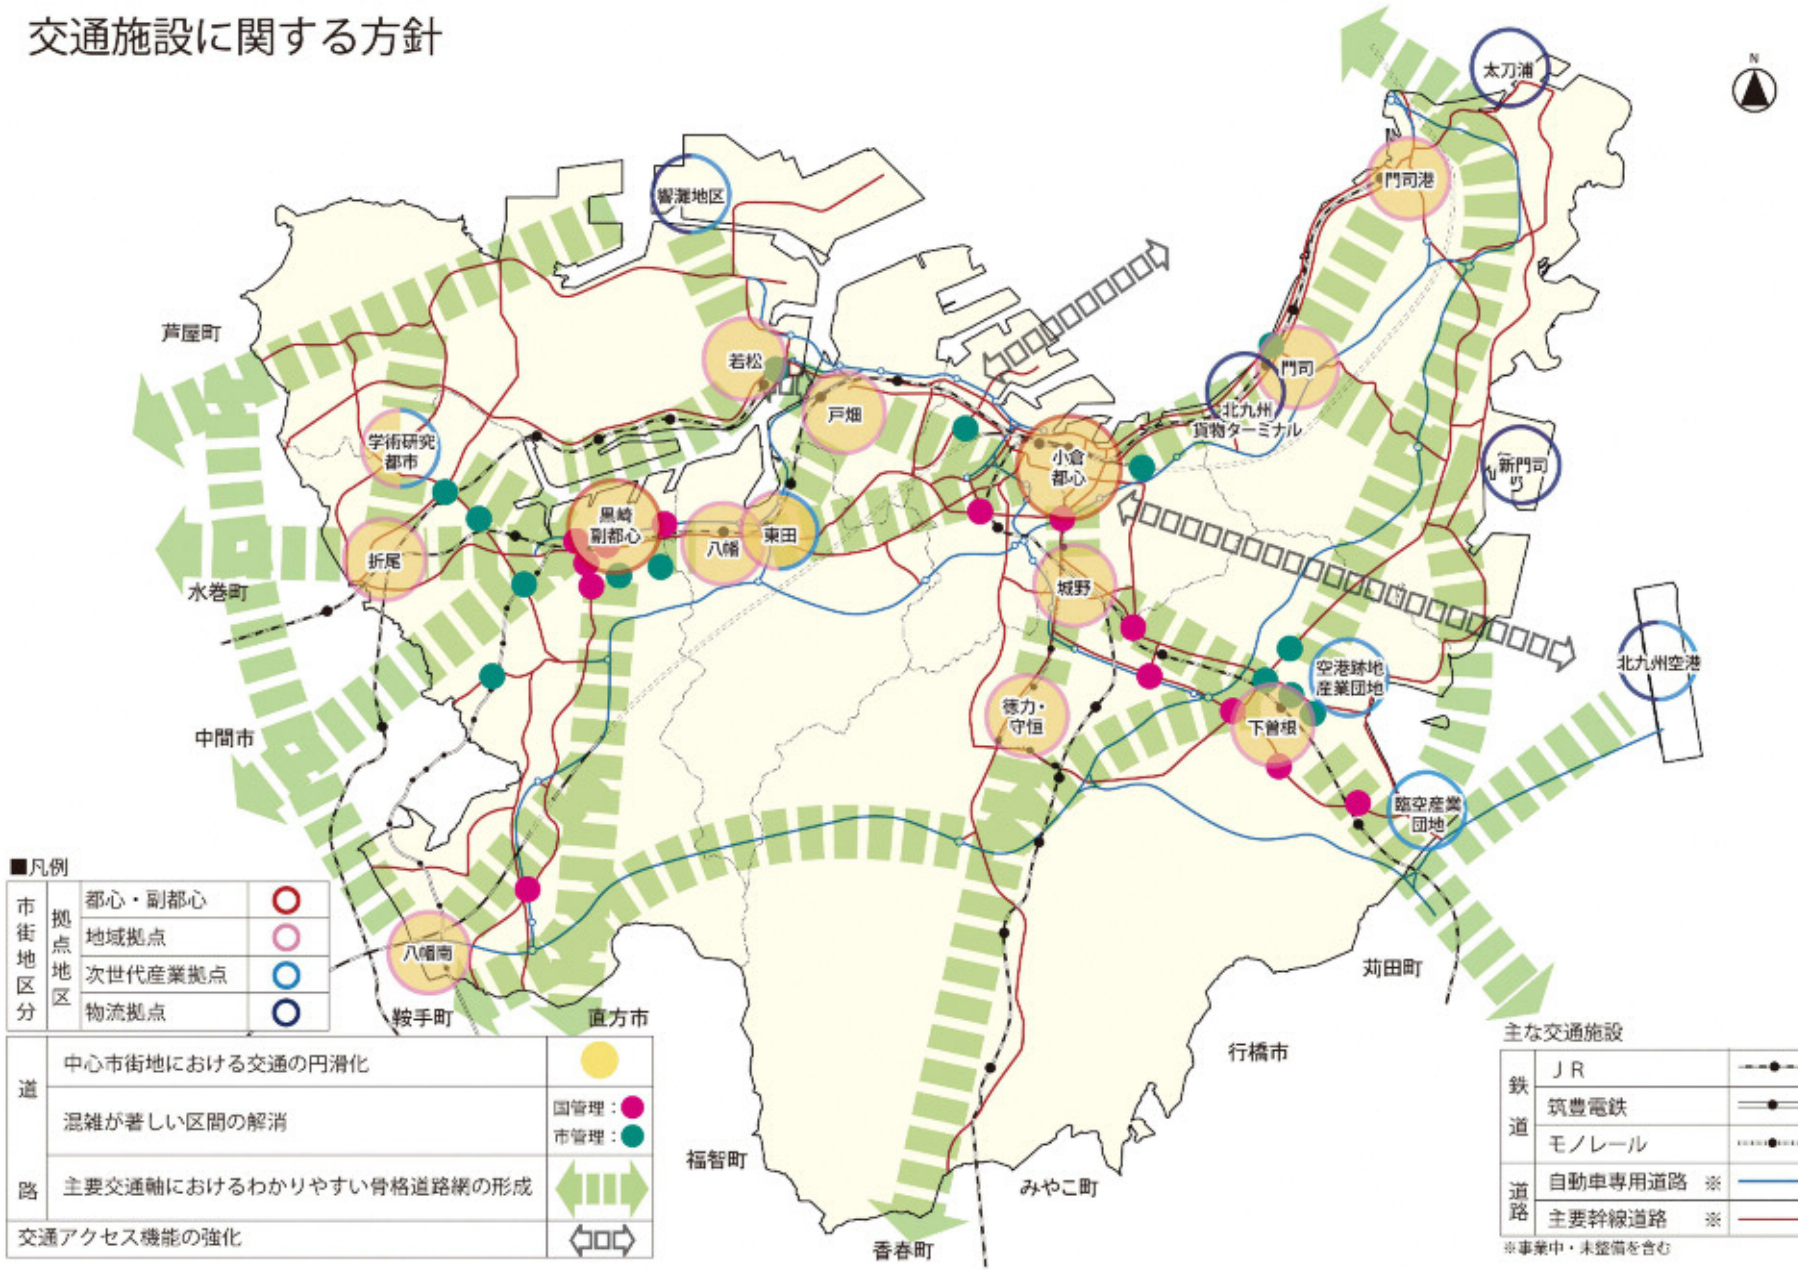 交通施設に関する方針
N
太刀浦
門司港
響灘地区
芦屋町
若松
門司
戸畑
北九州
貨物ターミナル
学術研究
都市
小倉
都心
新門司
黒崎
副都心
八幡
東田
折尾
水巻町
城野
空港跡地
産業団地
北九州空港
徳力・
守恒
下曽根
中間市
臨空産業
団地
八幡南
鞍手町
直方市
苅田町
行橋市
福智町
みやこ町
香春町
■凡例
市街地区分
拠点地区
都心・副都心
地域拠点
次世代産業拠点
物流拠点
道路
中心市街地における交通の円滑化
混雑が著しい区間の解消
国管理：
市管理：
主要交通軸におけるわかりやすい骨格道路網の形成
交通アクセス機能の強化
主な交通施設
鉄道
ＪＲ
筑豊電鉄
モノレール
道路
自動車専用道路 ※
主要幹線道路 ※
※事業中・未整備を含む